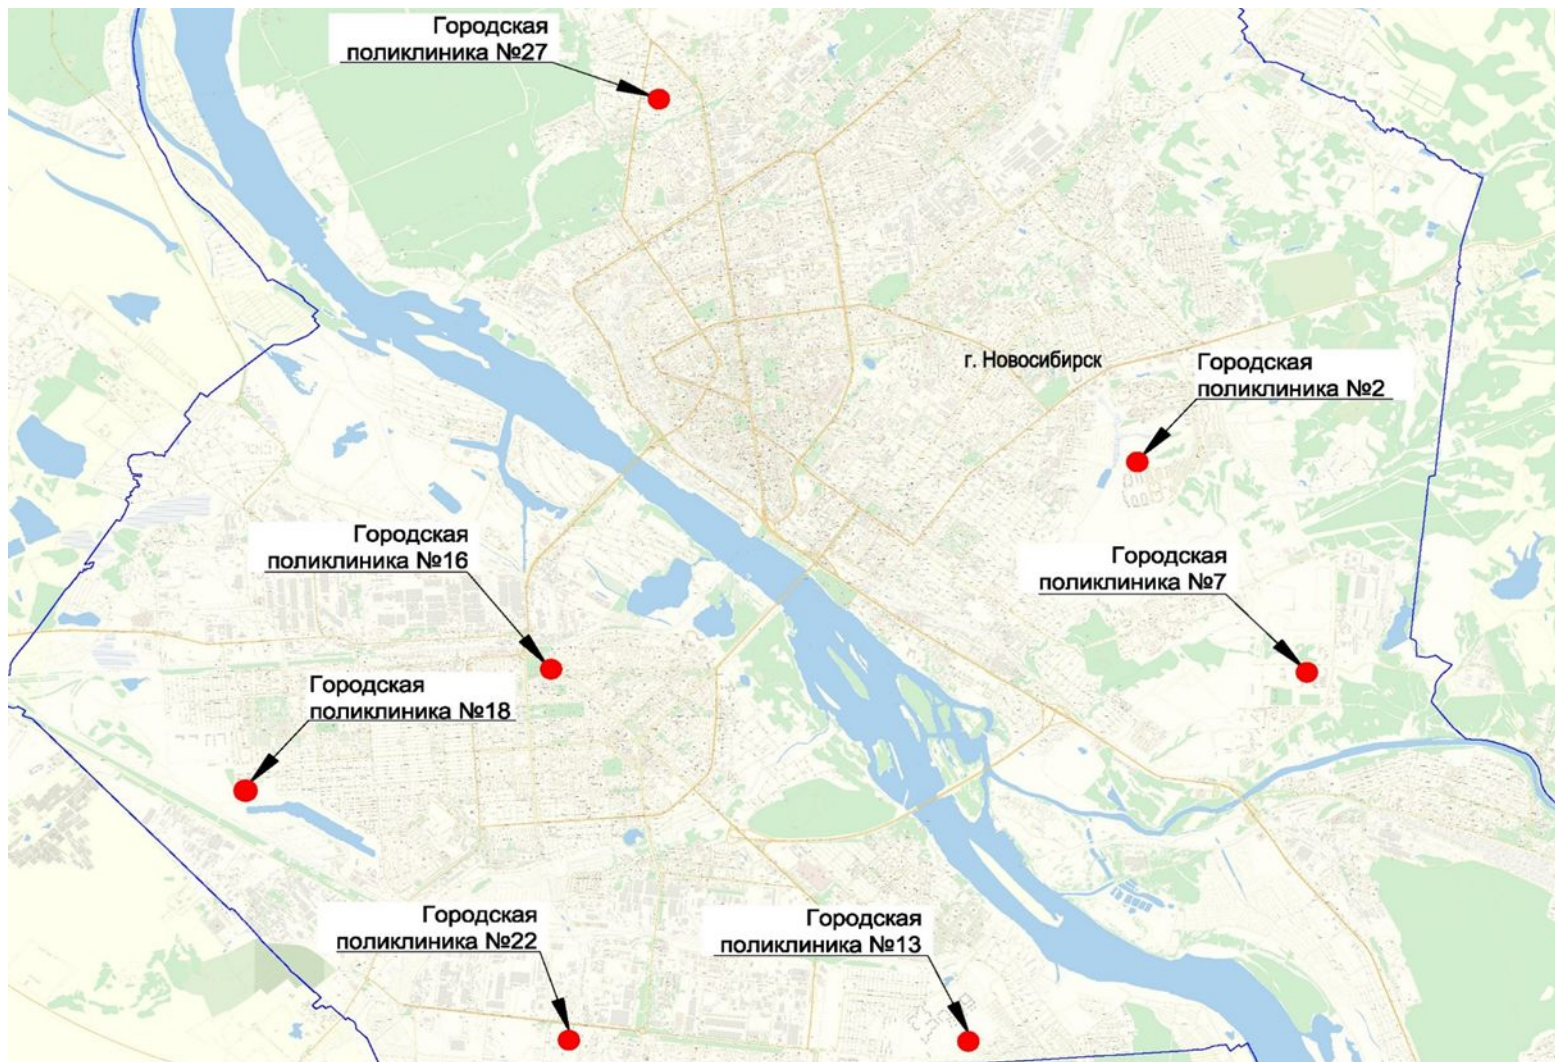 Городская
поликлиника №27
г. Новосибирск
Городская
поликлиника №2
Городская
поликлиника №16
Городская
поликлиника №7
Городская
поликлиника №18
Городская
поликлиника №22
Городская
поликлиника №13